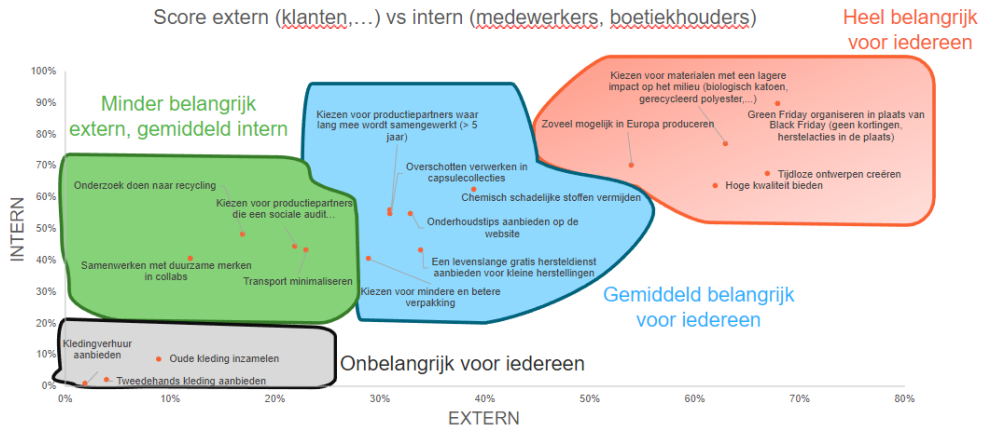 Score extern (klanten,…) vs intern (medewerkers, boetiekhouders)
Heel belangrijk
voor iedereen
Minder belangrijk
extern, gemiddeld intern
Kiezen voor productiepartners waar
lang mee wordt samengewerkt (> 5
jaar)
Kiezen voor materialen met een lagere
impact op het milieu (biologisch katoen,
gerecycleerd polyester,...)
Green Friday organiseren in plaats van
Black Friday (geen kortingen,
herstelacties in de plaats)
Zoveel mogelijk in Europa produceren
Overschotten verwerken in
capsulecollecties
Tijdloze ontwerpen creëren
Hoge kwaliteit bieden
Onderzoek doen naar recycling
Chemisch schadelijke stoffen vermijden
Kiezen voor productiepartners
die een sociale audit…
Onderhoudstips aanbieden op de
website
Samenwerken met duurzame merken
in collabs
Transport minimaliseren
Een levenslange gratis hersteldienst
aanbieden voor kleine herstellingen
Kiezen voor mindere en betere
verpakking
Gemiddeld belangrijk
voor iedereen
Kledingverhuur
aanbieden
Oude kleding inzamelen
Tweedehands kleding aanbieden
Onbelangrijk voor iedereen
INTERN
100%
90%
80%
70%
60%
50%
40%
30%
20%
10%
0%
0%
10%
20%
30%
40%
50%
60%
70%
80%
EXTERN